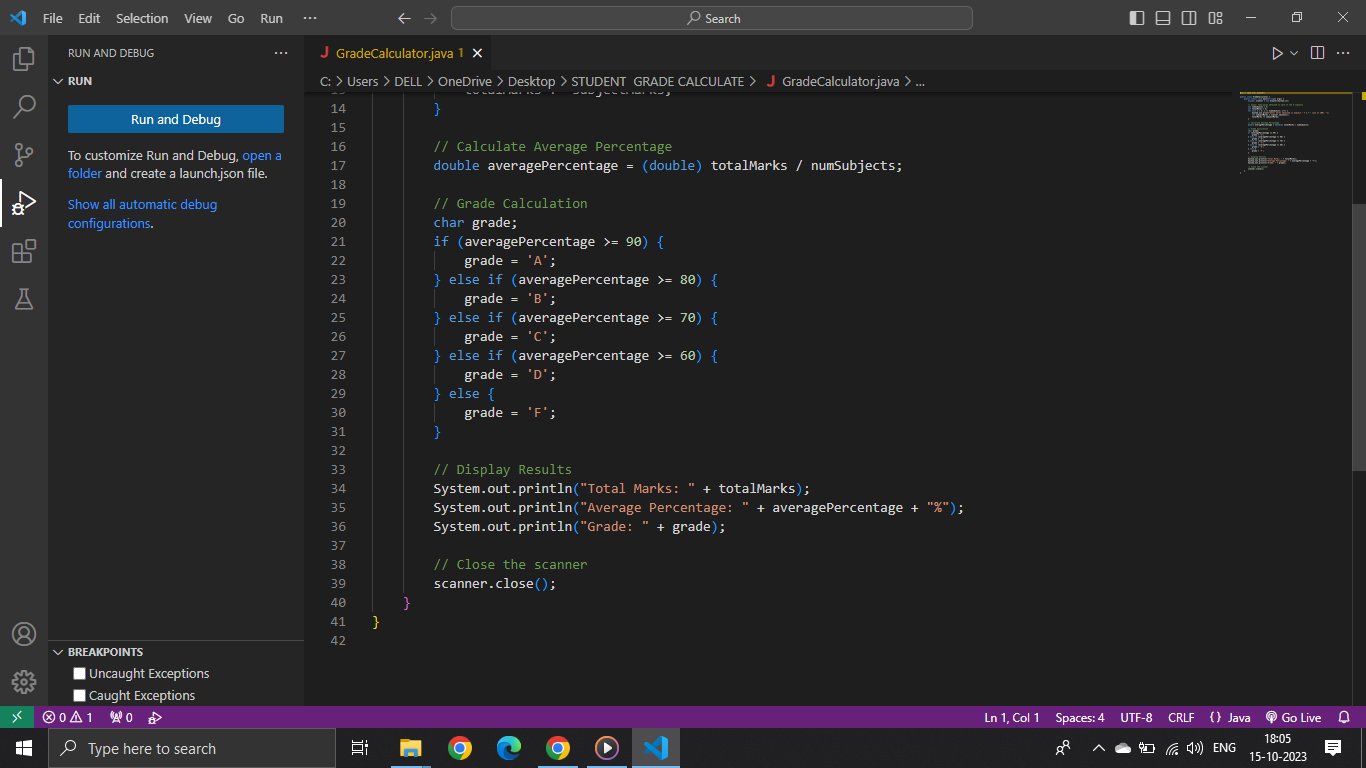 File Edit Selection View Go Run ···
Search
RUN AND DEBUG ···
RUN
Run and Debug
To customize Run and Debug, open a
folder and create a launch.json file.
Show all automatic debug
configurations.
BREAKPOINTS
Uncaught Exceptions
Caught Exceptions
J GradeCalculator.java 1
C: > Users > DELL > OneDrive > Desktop > STUDENT GRADE CALCULATE > J GradeCalculator.java > ...
13 totalMarks += subjectMarks;
14 }
15
16 // Calculate Average Percentage
17 double averagePercentage = (double) totalMarks / numSubjects;
18
19 // Grade Calculation
20 char grade;
21 if (averagePercentage >= 90) {
22 grade = 'A';
23 } else if (averagePercentage >= 80) {
24 grade = 'B';
25 } else if (averagePercentage >= 70) {
26 grade = 'C';
27 } else if (averagePercentage >= 60) {
28 grade = 'D';
29 } else {
30 grade = 'F';
31 }
32
33 // Display Results
34 System.out.println("Total Marks: " + totalMarks);
35 System.out.println("Average Percentage: " + averagePercentage + "%");
36 System.out.println("Grade: " + grade);
37
38 // Close the scanner
39 scanner.close();
40 }
41 }
42
0 1 0 Ln 1, Col 1 Spaces: 4 UTF-8 CRLF {} Java Go Live
Type here to search
ENG
18:05
15-10-2023